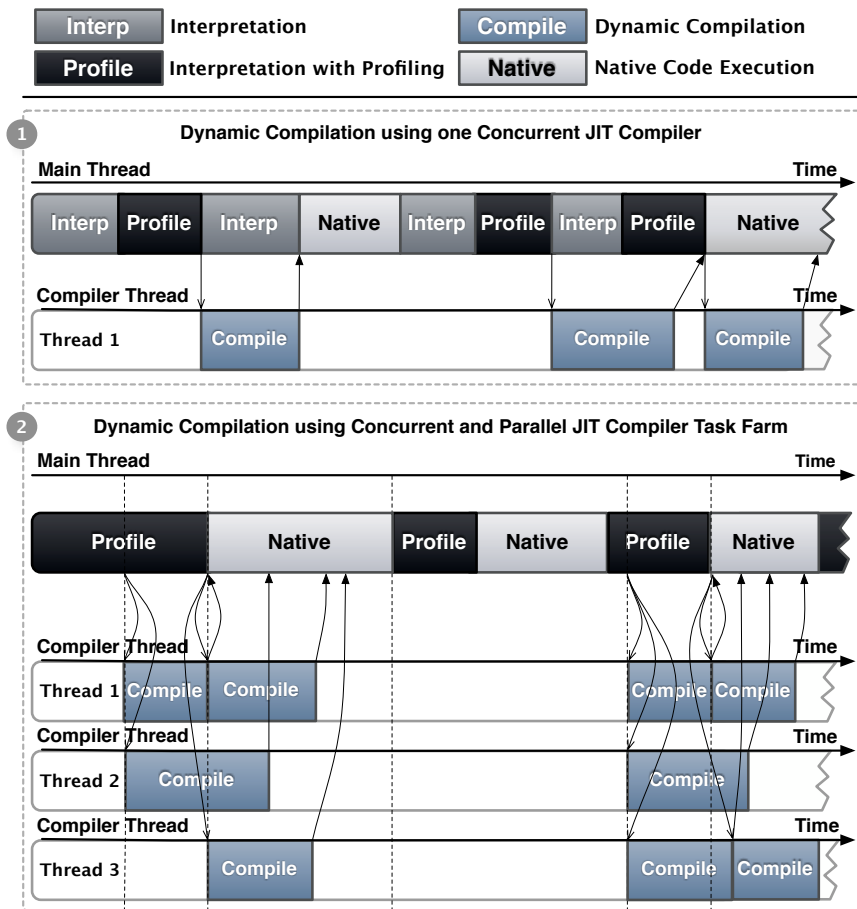 Interp Interpretation Compile Dynamic Compilation
Profile Interpretation with Profiling Native Native Code Execution
1 Dynamic Compilation using one Concurrent JIT Compiler
Main Thread Time
Interp Profile Interp Native Interp Profile Interp Profile Native
Compiler Thread Time
Thread 1 Compile Compile Compile
2 Dynamic Compilation using Concurrent and Parallel JIT Compiler Task Farm
Main Thread Time
Profile Native Profile Native Profile Native
Compiler Thread Time
Thread 1 Compile Compile Compile Compile
Compiler Thread Time
Thread 2 Compile Compile
Compiler Thread Time
Thread 3 Compile Compile Compile